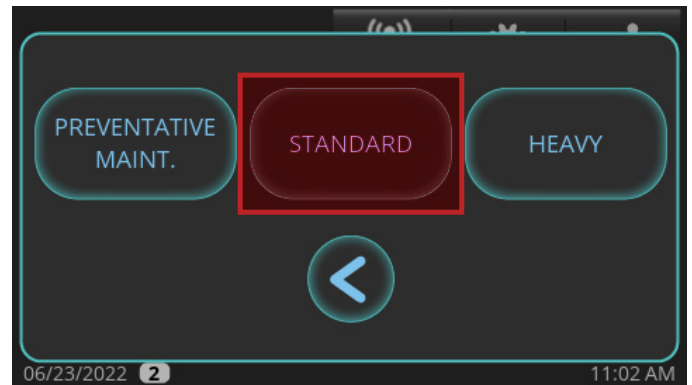 PREVENTATIVE
MAINT.
STANDARD
HEAVY
06/23/2022 2
11:02 AM